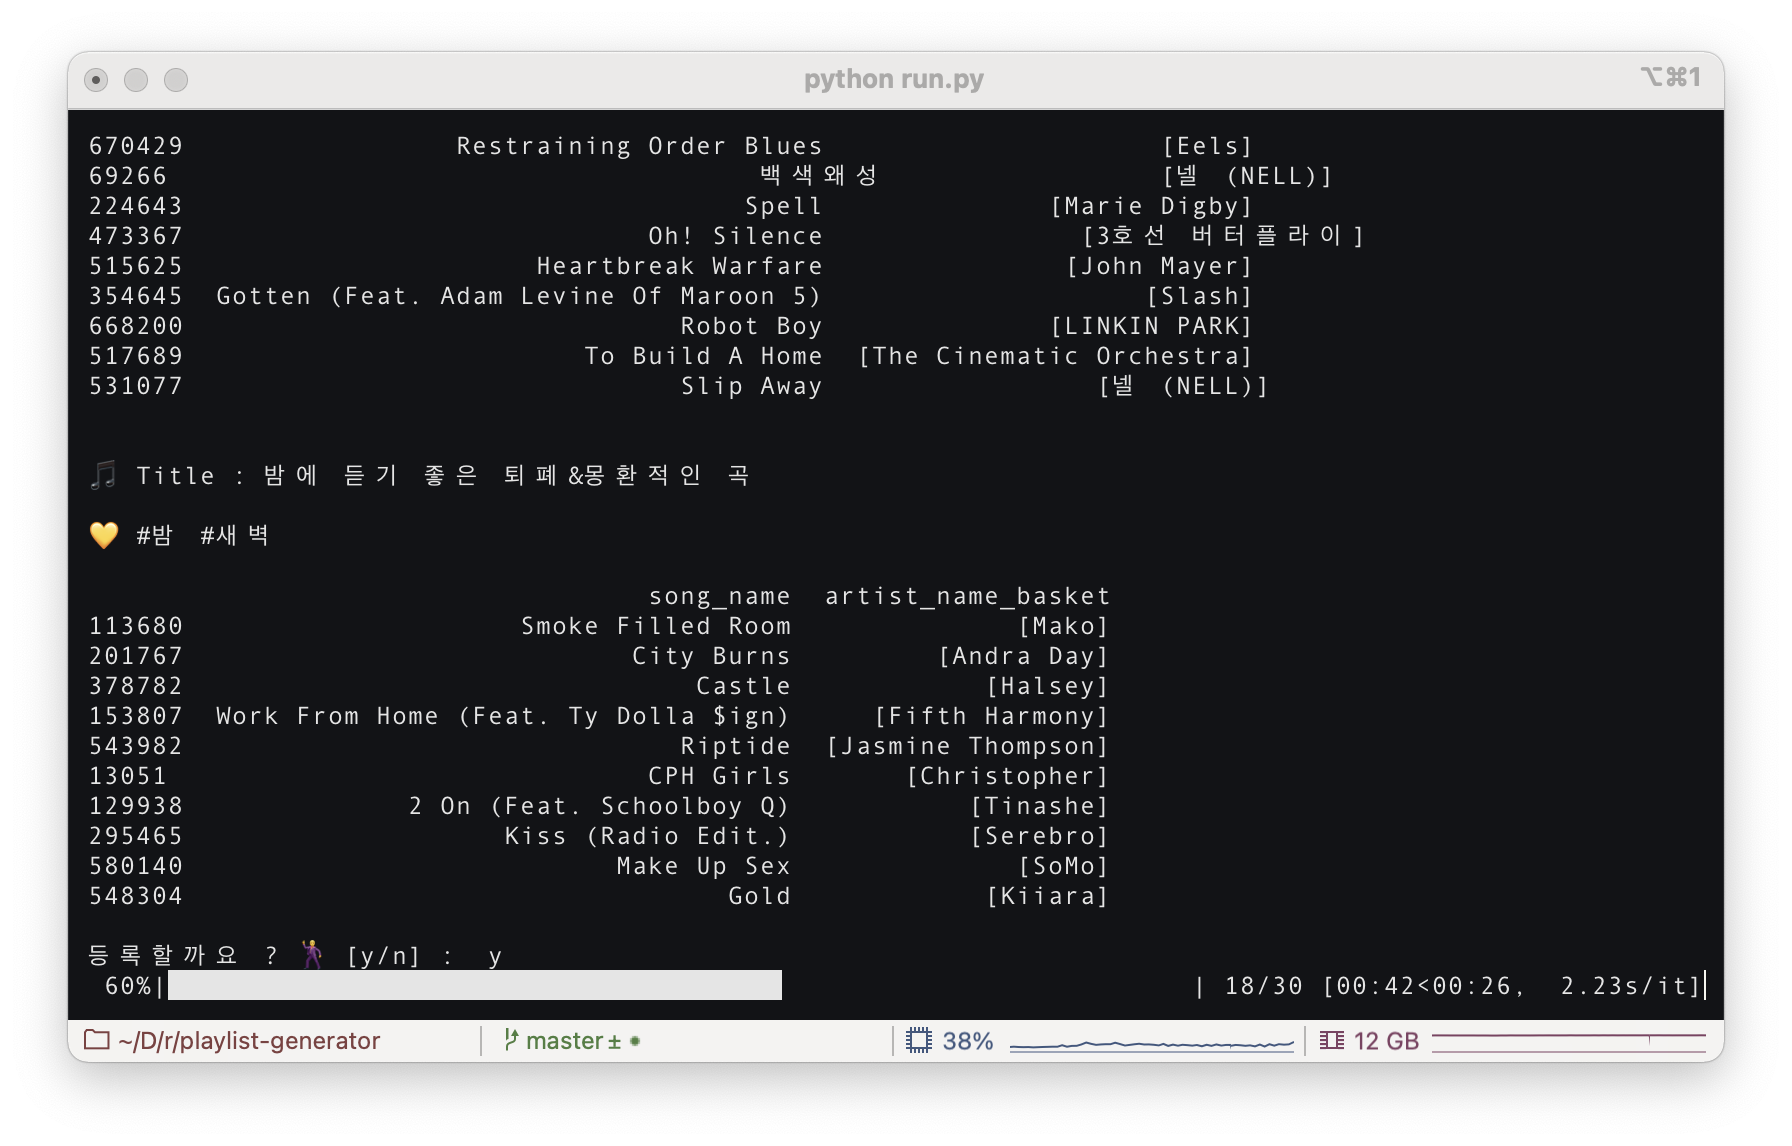 python run.py ⌥⌘1
670429 Restraining Order Blues [Eels]
69266 백색왜성 [넬 (NELL)]
224643 Spell [Marie Digby]
473367 Oh! Silence [3호선 버터플라이]
515625 Heartbreak Warfare [John Mayer]
354645 Gotten (Feat. Adam Levine Of Maroon 5) [Slash]
668200 Robot Boy [LINKIN PARK]
517689 To Build A Home [The Cinematic Orchestra]
531077 Slip Away [넬 (NELL)]
🎵 Title : 밤에 듣기 좋은 퇴폐&몽환적인 곡
💛 #밤 #새벽
song_name artist_name_basket
113680 Smoke Filled Room [Mako]
201767 City Burns [Andra Day]
378782 Castle [Halsey]
153807 Work From Home (Feat. Ty Dolla $ign) [Fifth Harmony]
543982 Riptide [Jasmine Thompson]
13051 CPH Girls [Christopher]
129938 2 On (Feat. Schoolboy Q) [Tinashe]
295465 Kiss (Radio Edit.) [Serebro]
580140 Make Up Sex [SoMo]
548304 Gold [Kiiara]
등록할까요 ? 🕺 [y/n] : y
60%| | 18/30 [00:42<00:26, 2.23s/it]
~/D/r/playlist-generator master ± ● 38% 12 GB